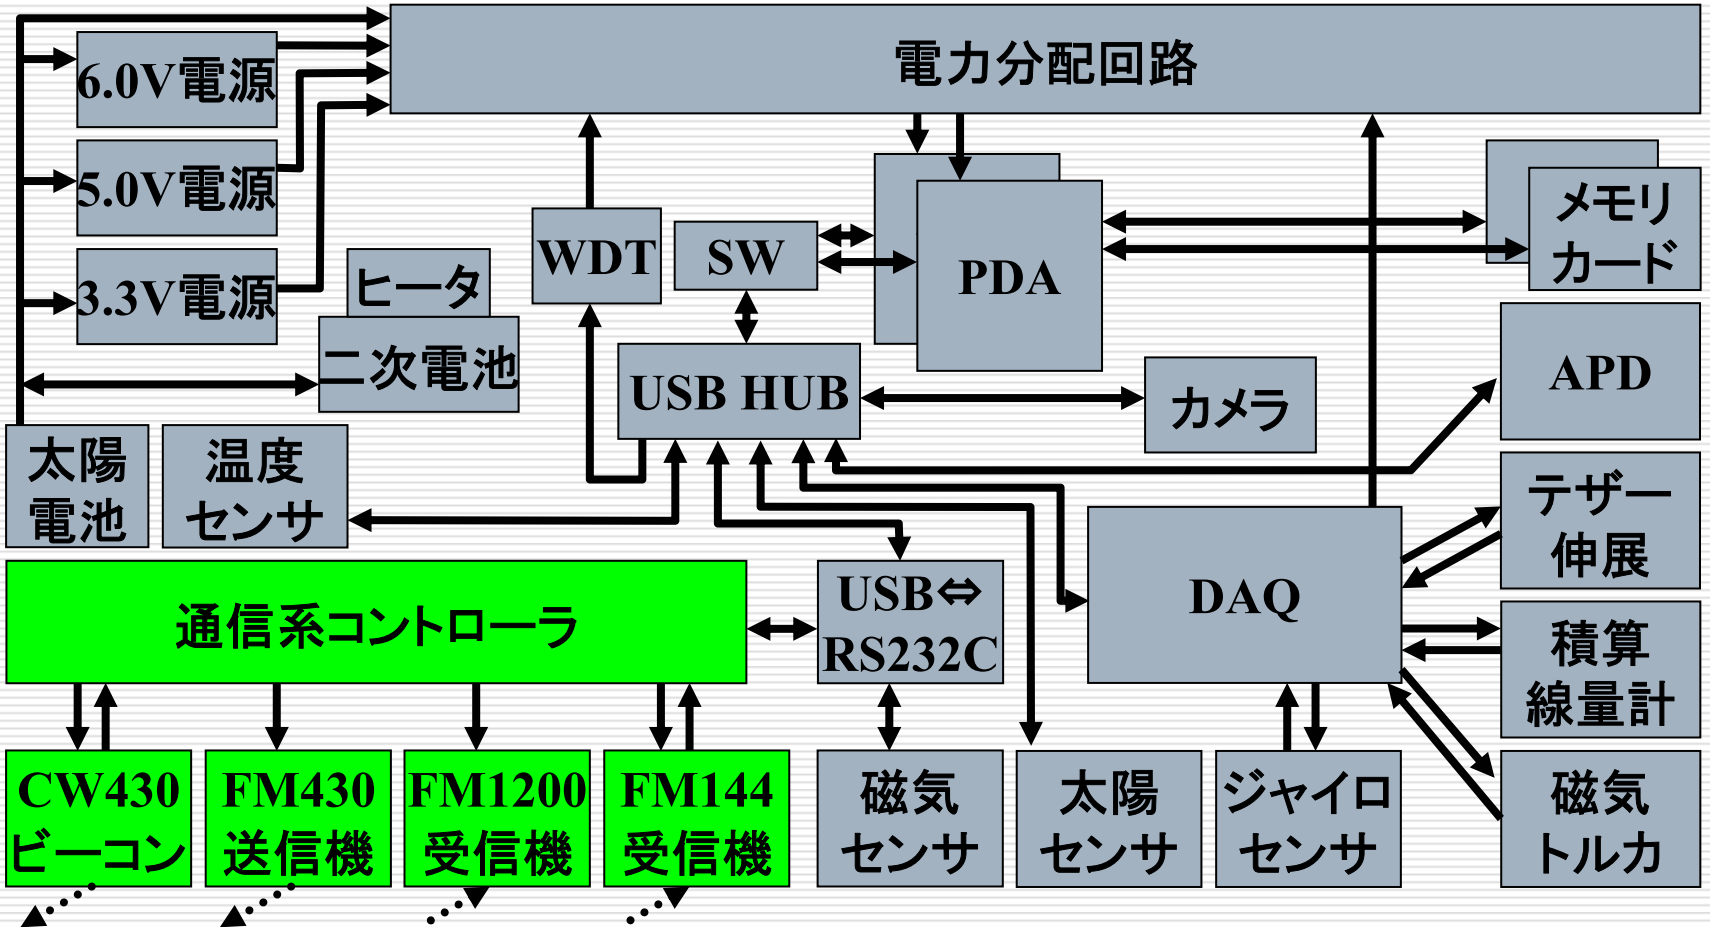 電力分配回路
6.0V電源
5.0V電源
3.3V電源
ヒータ
二次電池
WDT
SW
PDA
メモリ
カード
USB HUB
カメラ
APD
太陽
電池
温度
センサ
テザー
伸展
DAQ
USB⇔
RS232C
通信系コントローラ
積算
線量計
CW430
ビーコン
FM430
送信機
FM1200
受信機
FM144
受信機
磁気
センサ
太陽
センサ
ジャイロ
センサ
磁気
トルカ